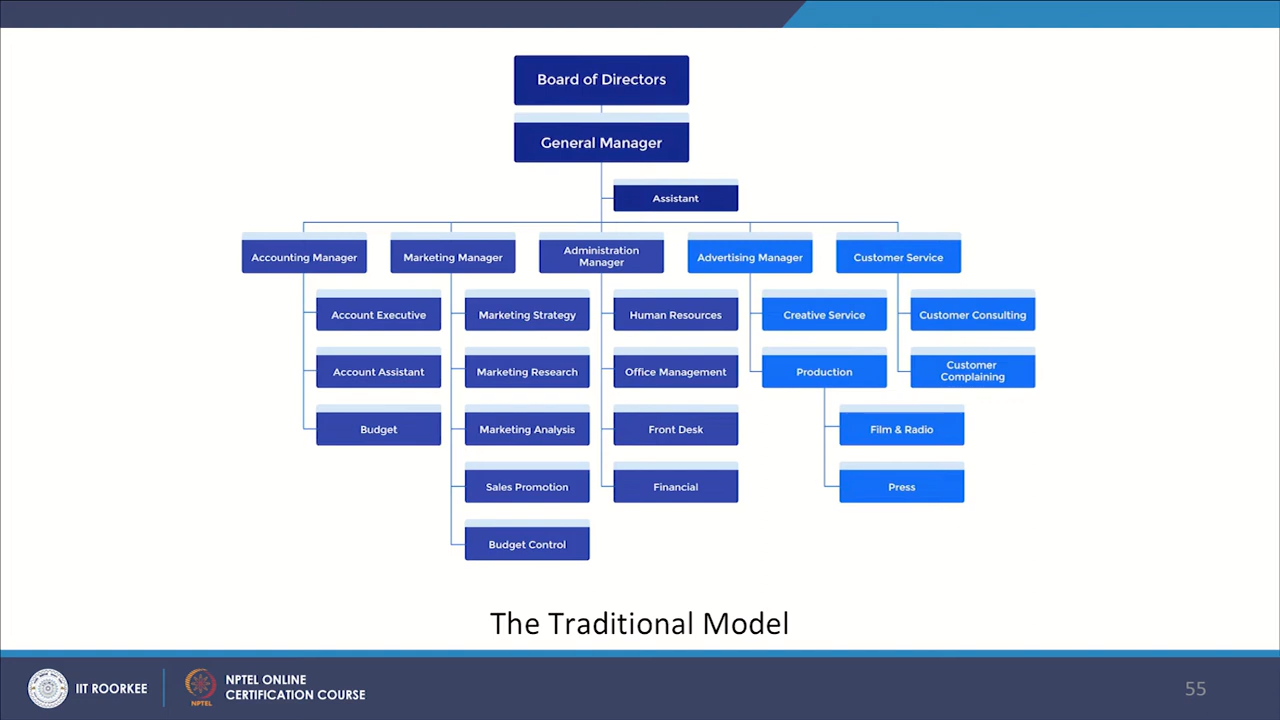 Board of Directors
General Manager
Assistant
Accounting Manager
Marketing Manager
Administration
Manager
Advertising Manager
Customer Service
Account Executive
Marketing Strategy
Human Resources
Creative Service
Customer Consulting
Account Assistant
Marketing Research
Office Management
Production
Customer
Complaining
Budget
Marketing Analysis
Front Desk
Film & Radio
Sales Promotion
Financial
Press
Budget Control
The Traditional Model
IIT ROORKEE
NPTEL
NPTEL ONLINE
CERTIFICATION COURSE
55